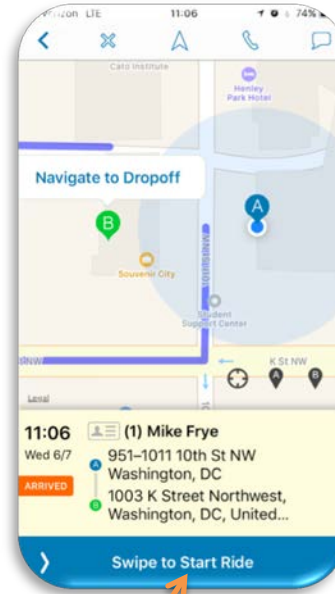 LTE 11:06 74%
Cato Institute
Henley
Park Hotel
Navigate to Dropoff
A
B
Souvenir City
Student
Support Center
K St NW
A B
Legal
11:06 (1) Mike Frye
Wed 6/7
ARRIVED
A 951–1011 10th St NW
Washington, DC
B 1003 K Street Northwest,
Washington, DC, United...
Swipe to Start Ride